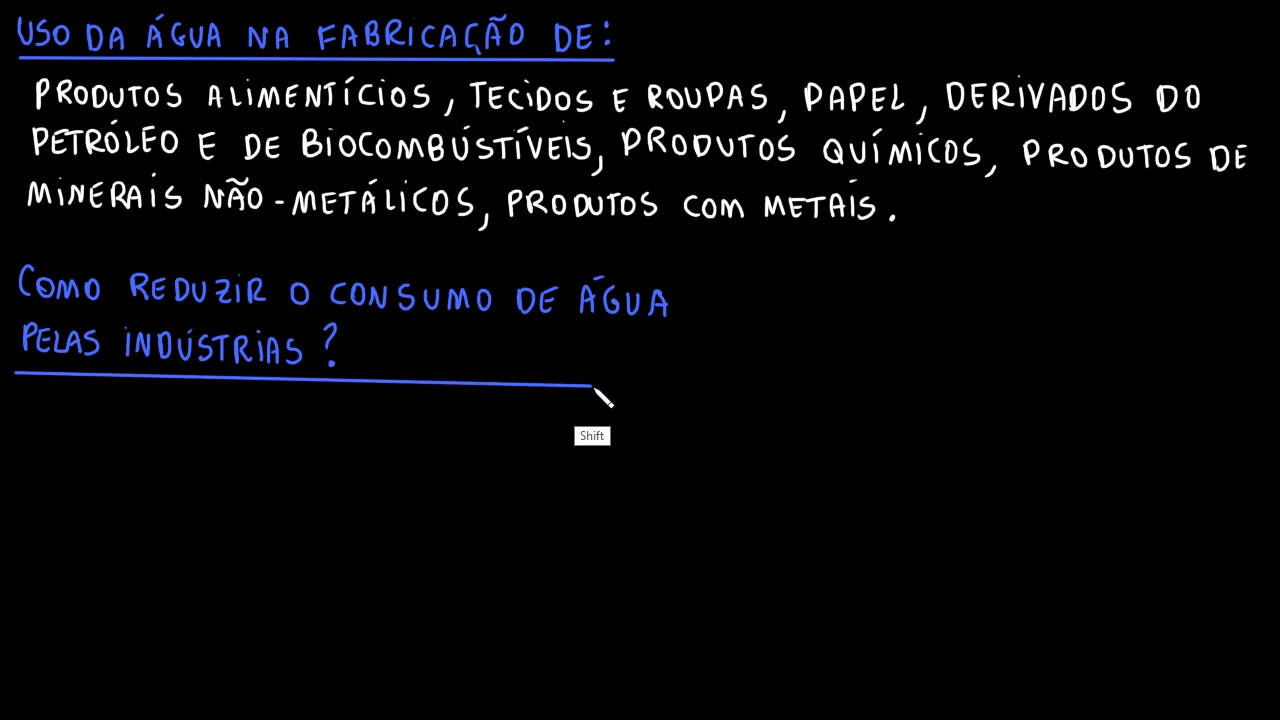 USO DA ÁGUA NA FABRICAÇÃO DE:
PRODUTOS ALIMENTÍCIOS, TECIDOS E ROUPAS, PAPEL, DERIVADOS DO
PETRÓLEO E DE BIOCOMBÚSTÍVEIS, PRODUTOS QUÍMICOS, PRODUTOS DE
MINERAIS NÃO-METÁLICOS, PRODUTOS COM METAIS.
COMO REDUZIR O CONSUMO DE ÁGUA
PELAS INDÚSTRIAS?
Shift